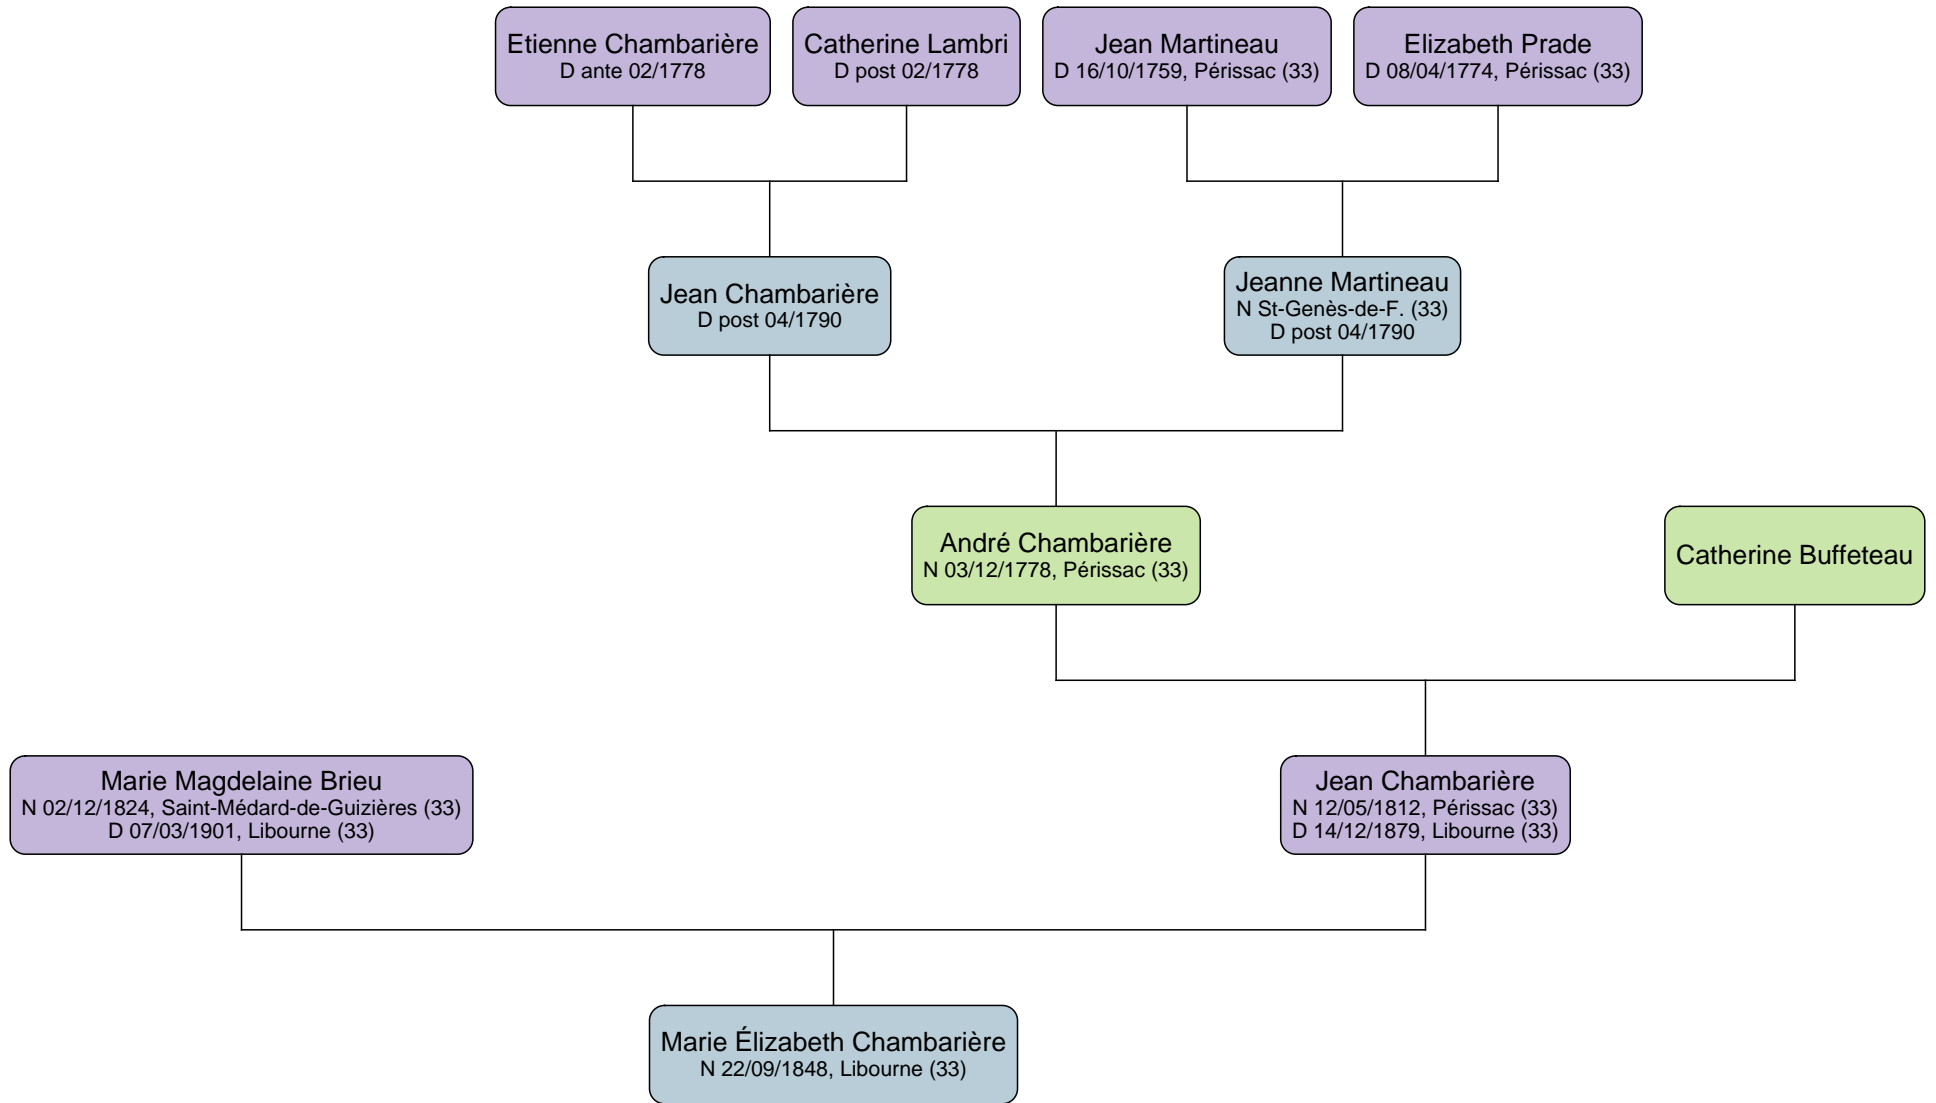 Etienne Chambarière
D ante 02/1778
Catherine Lambri
D post 02/1778
Jean Martineau
D 16/10/1759, Périssac (33)
Elizabeth Prade
D 08/04/1774, Périssac (33)
Jean Chambarière
D post 04/1790
Jeanne Martineau
N St-Genès-de-F. (33)
D post 04/1790
André Chambarière
N 03/12/1778, Périssac (33)
Catherine Buffeteau
Marie Magdelaine Brieu
N 02/12/1824, Saint-Médard-de-Guizières (33)
D 07/03/1901, Libourne (33)
Jean Chambarière
N 12/05/1812, Périssac (33)
D 14/12/1879, Libourne (33)
Marie Élizabeth Chambarière
N 22/09/1848, Libourne (33)